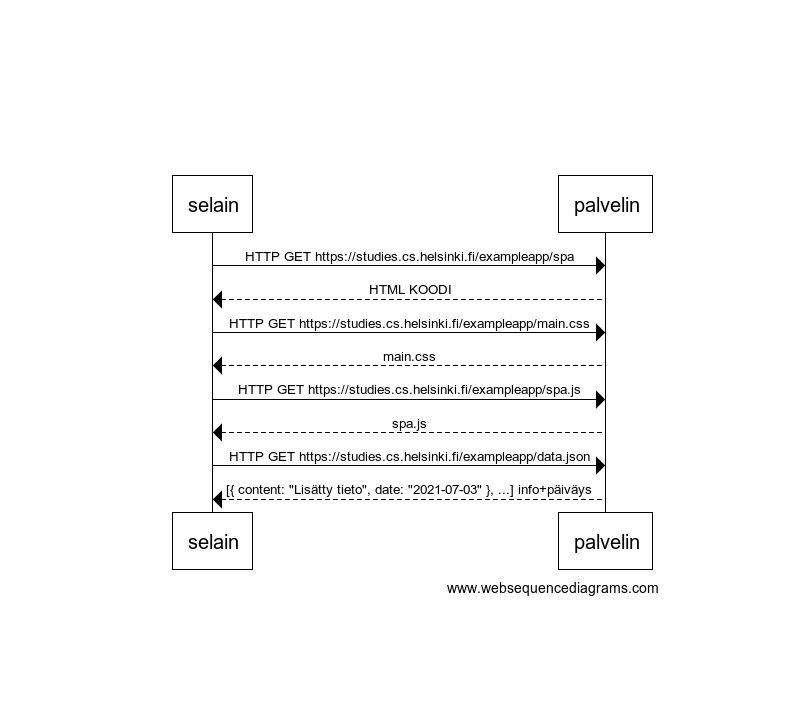 selain palvelin
HTTP GET https://studies.cs.helsinki.fi/exampleapp/spa
HTML KOODI
HTTP GET https://studies.cs.helsinki.fi/exampleapp/main.css
main.css
HTTP GET https://studies.cs.helsinki.fi/exampleapp/spa.js
spa.js
HTTP GET https://studies.cs.helsinki.fi/exampleapp/data.json
[{ content: "Lisätty tieto", date: "2021-07-03" }, ...] info+päiväys
selain palvelin
www.websequencediagrams.com